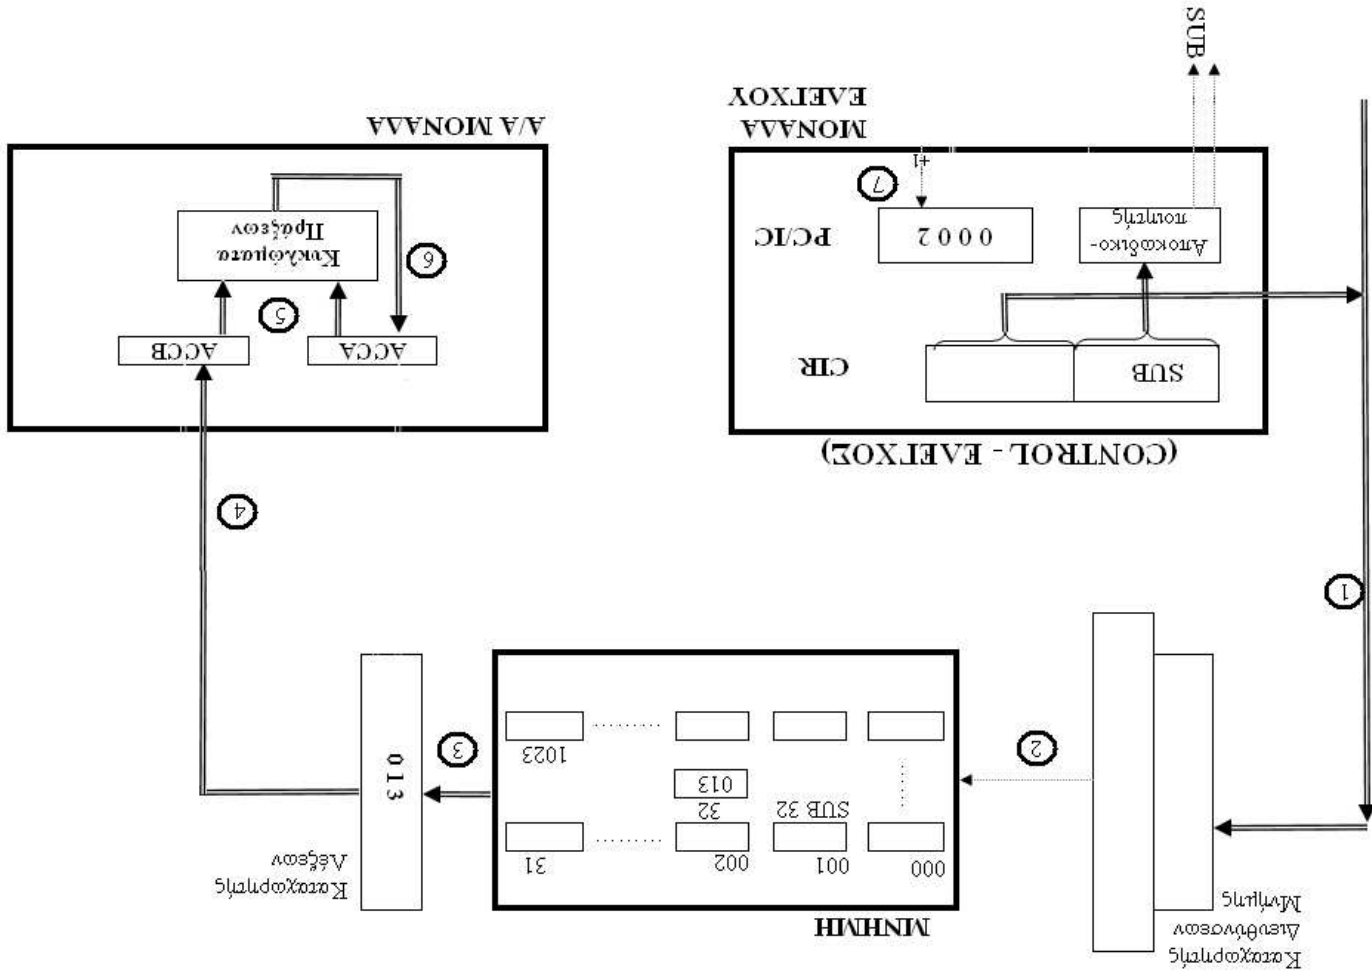 Καταχωρητής
Διευθύνσεων
Μνήμης
ΜΝΗΜΗ
Καταχωρητής
Λέξεων
000
001
002
31
SUB 32
32
013
1023
0 1 3
1
2
3
4
(CONTROL - ΕΛΕΓΧΟΣ)
SUB
CIR
Αποκωδικο-
ποιητής
0 0 0 2
PC/IC
+1
7
ΜΟΝΑΔΑ
ΕΛΕΓΧΟΥ
SUB
ACCA
ACCB
5
6
Κυκλώματα
Πράξεων
Α/Λ ΜΟΝΑΔΑ